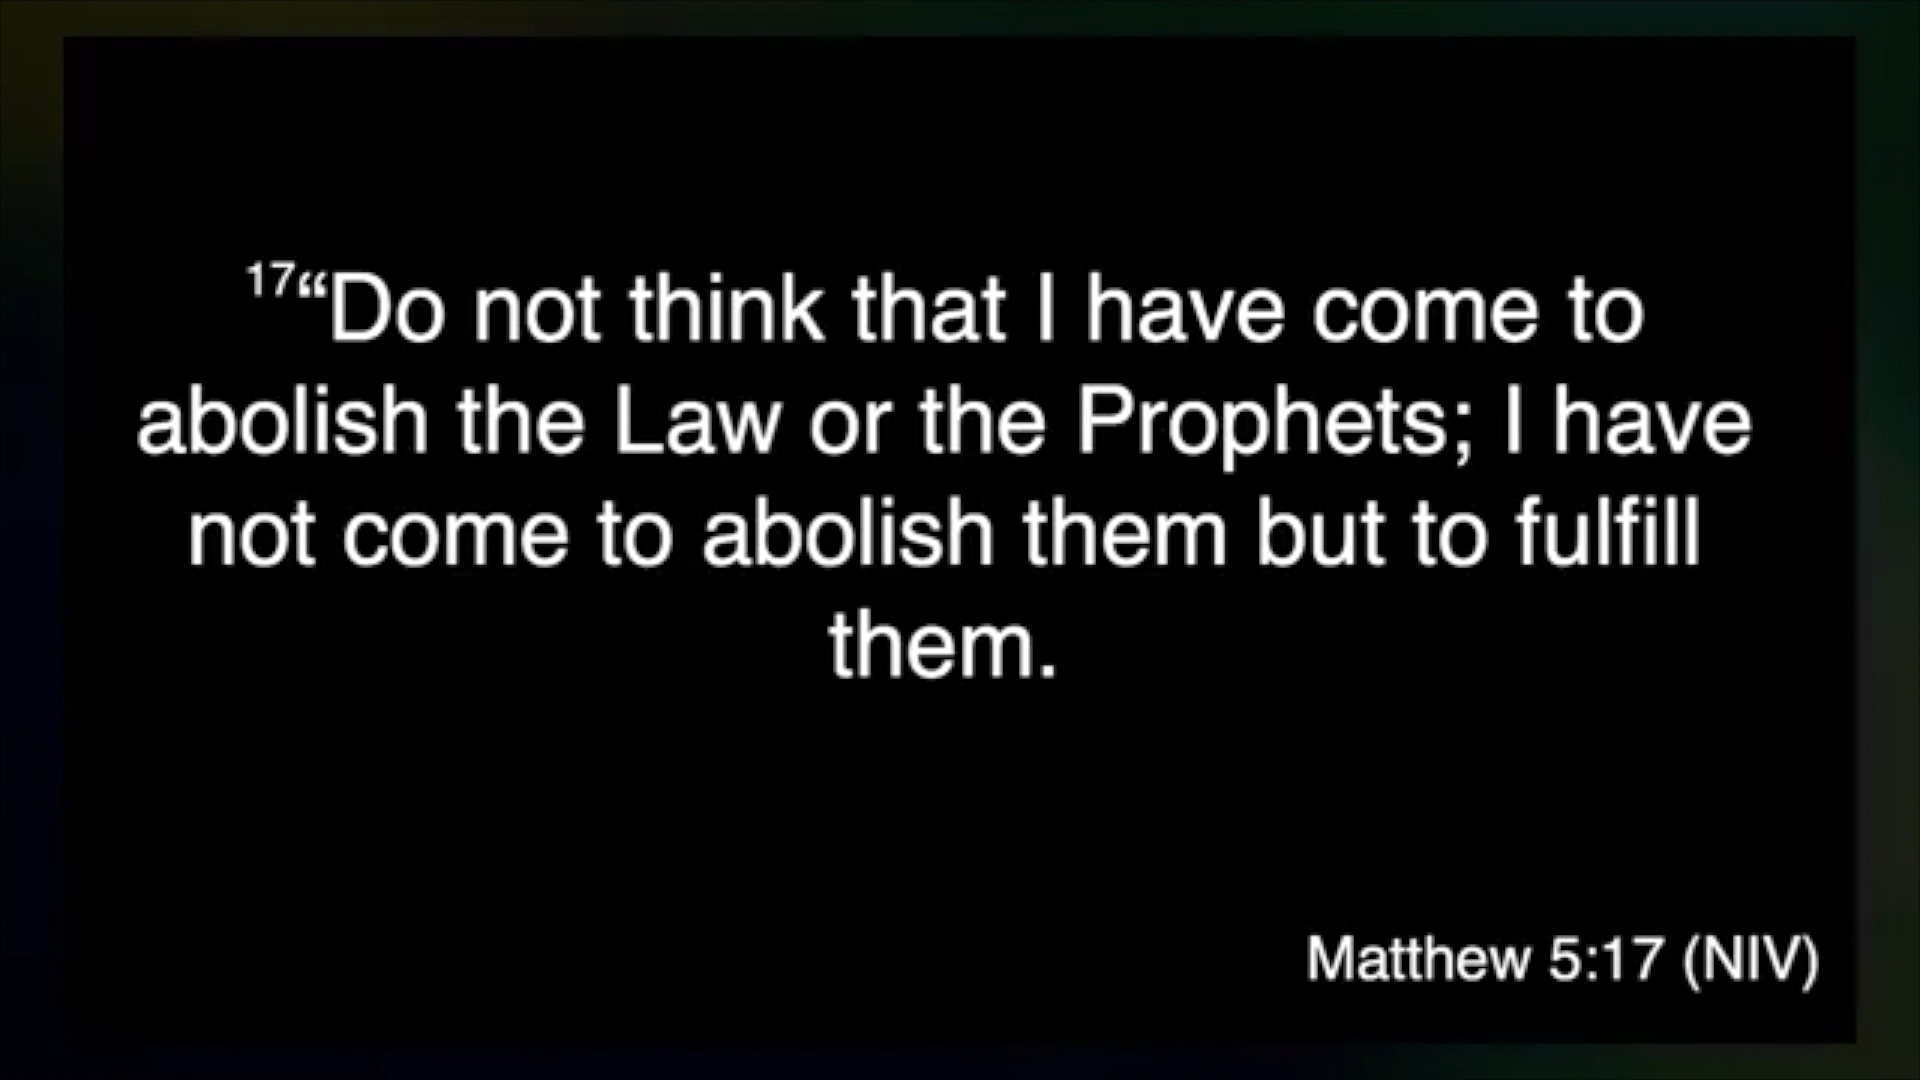 17“Do not think that I have come to
abolish the Law or the Prophets; I have
not come to abolish them but to fulfill
them.
Matthew 5:17 (NIV)